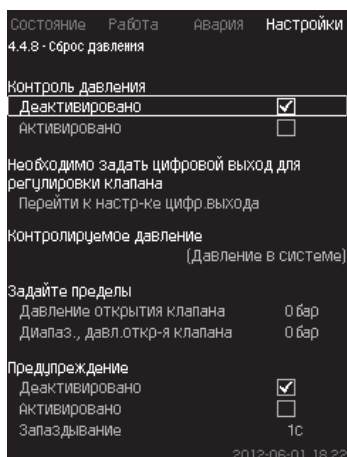 Состояние Работа Авария Настройки
4.4.8 - Сброс давления
Контроль давления
Деактивировано
Активировано
Необходимо задать цифровой выход для
регулировки клапана
Перейти к настр-ке цифр.выхода
Контролируемое давление
(Давление в системе)
Задайте пределы
Давление открытия клапана 0 бар
Диапаз., давл.откр-я клапана 0 бар
Предупреждение
Деактивировано
Активировано
Запаздывание 1с
2012-06-01 18:22